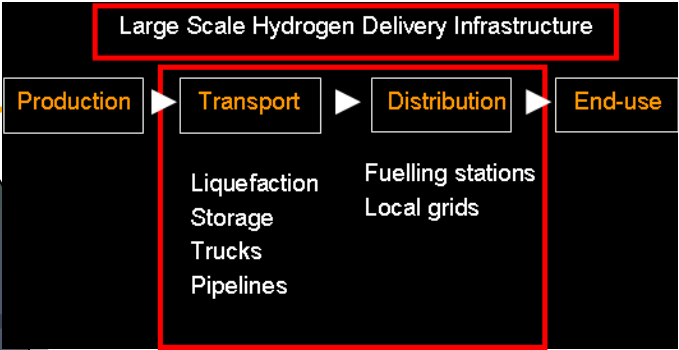 Large Scale Hydrogen Delivery Infrastructure
Production
Transport
Distribution
End-use
Liquefaction
Storage
Trucks
Pipelines
Fuelling stations
Local grids